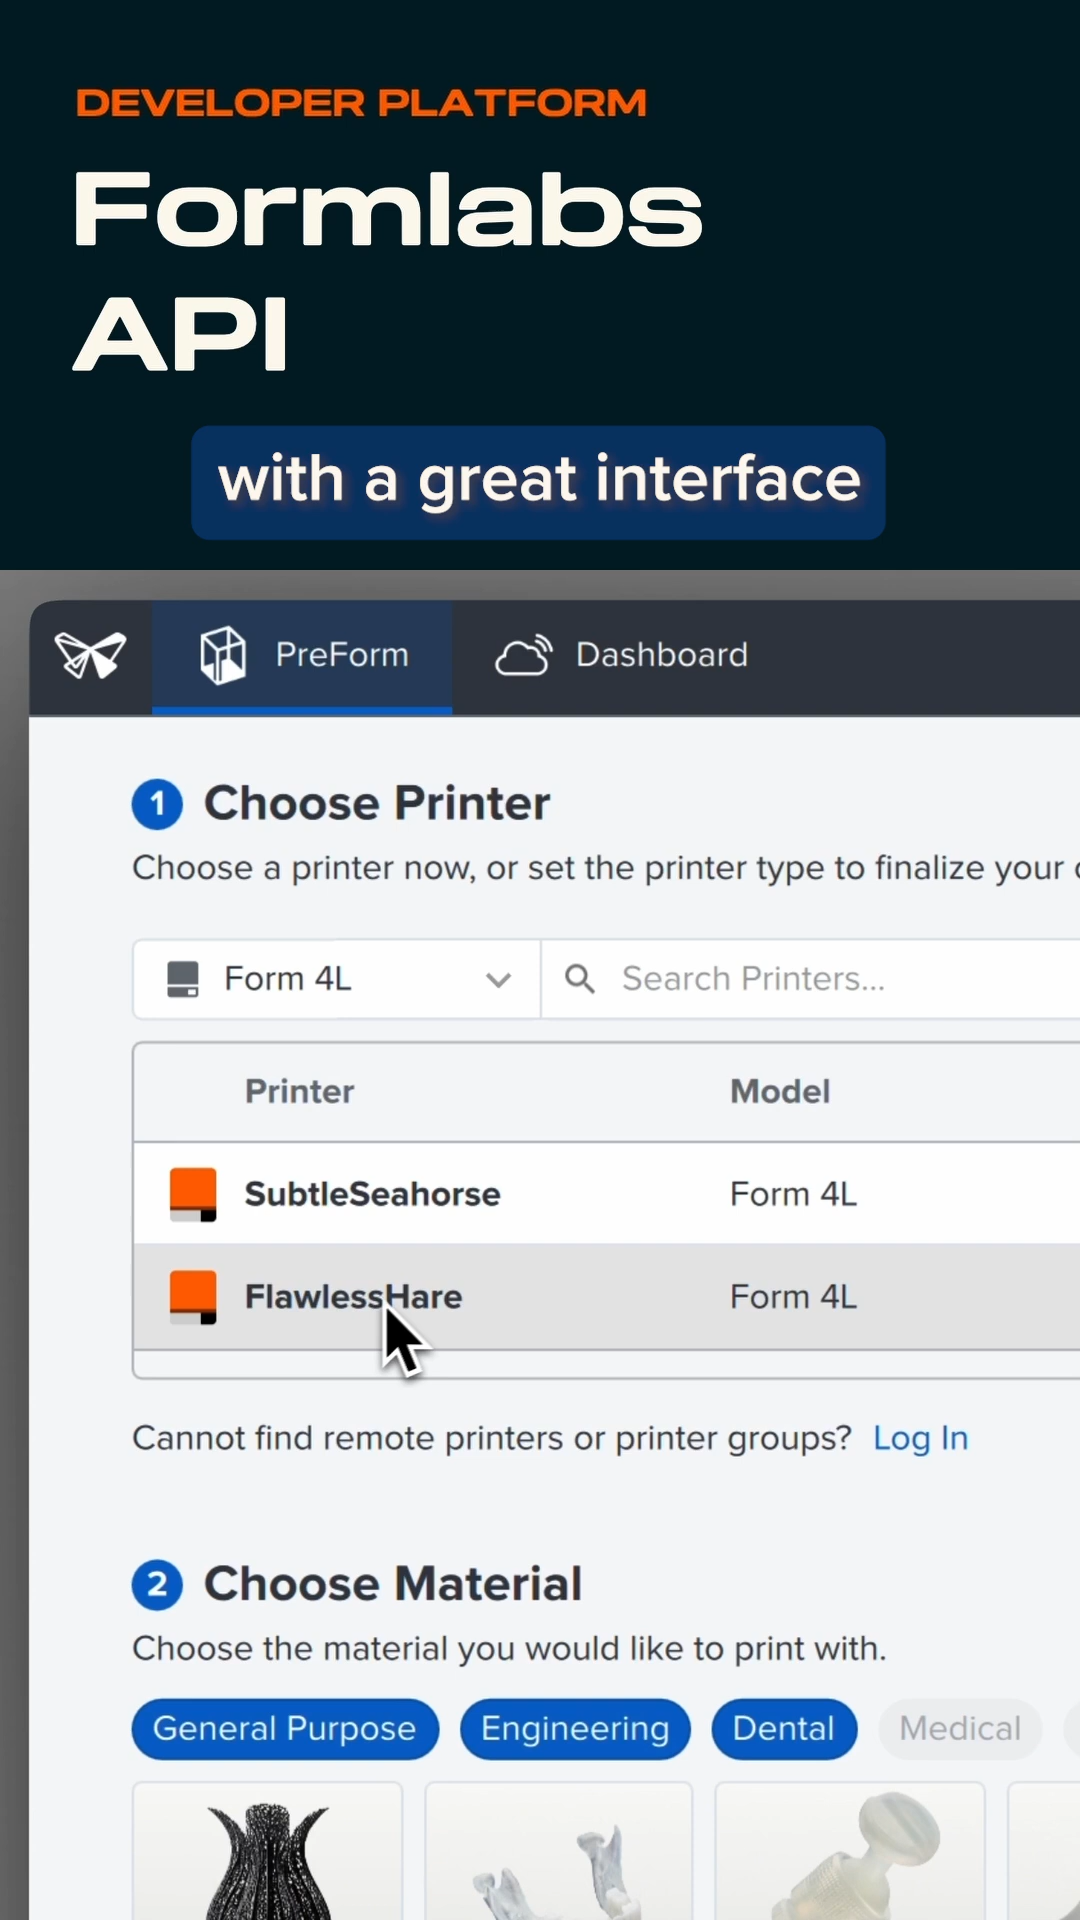 DEVELOPER PLATFORM
Formlabs
API
with a great interface
PreForm
Dashboard
1 Choose Printer
Choose a printer now, or set the printer type to finalize your
Form 4L
Search Printers...
Printer Model
SubtleSeahorse Form 4L
FlawlessHare Form 4L
Cannot find remote printers or printer groups? Log In
2 Choose Material
Choose the material you would like to print with.
General Purpose Engineering Dental Medical